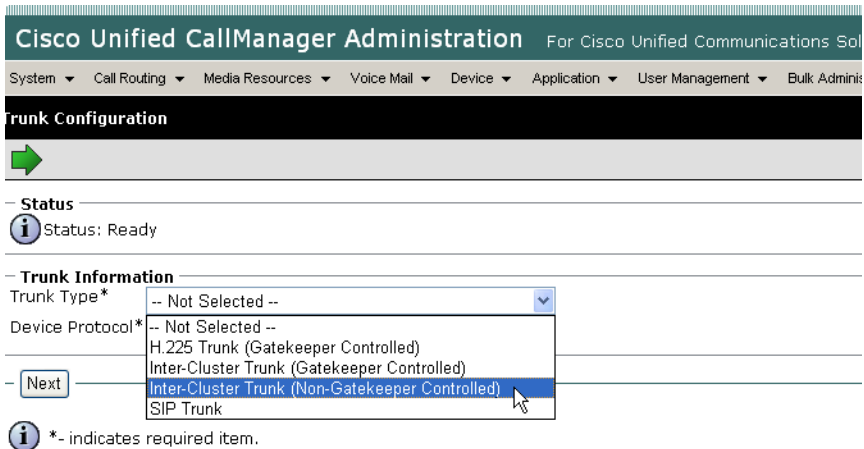 Cisco Unified CallManager Administration For Cisco Unified Communications Sol
System Call Routing Media Resources Voice Mail Device Application User Management Bulk Adminis
Trunk Configuration
Status
Status: Ready
Trunk Information
Trunk Type* -- Not Selected --
Device Protocol* -- Not Selected --
H.225 Trunk (Gatekeeper Controlled)
Inter-Cluster Trunk (Gatekeeper Controlled)
Next Inter-Cluster Trunk (Non-Gatekeeper Controlled)
SIP Trunk
*- indicates required item.